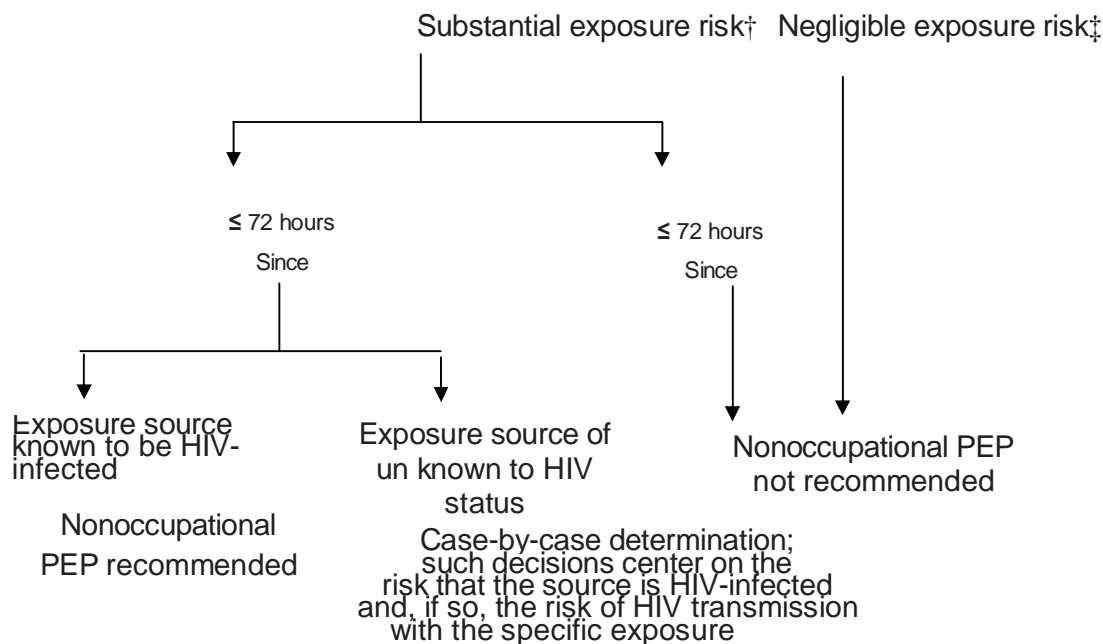 Substantial exposure risk† Negligible exposure risk‡
≤ 72 hours
Since
≤ 72 hours
Since
Exposure source
known to be HIV-
infected
Nonoccupational
PEP recommended
Exposure source of
un known to HIV
status
Case-by-case determination;
such decisions center on the
risk that the source is HIV-infected
and, if so, the risk of HIV transmission
with the specific exposure
Nonoccupational PEP
not recommended